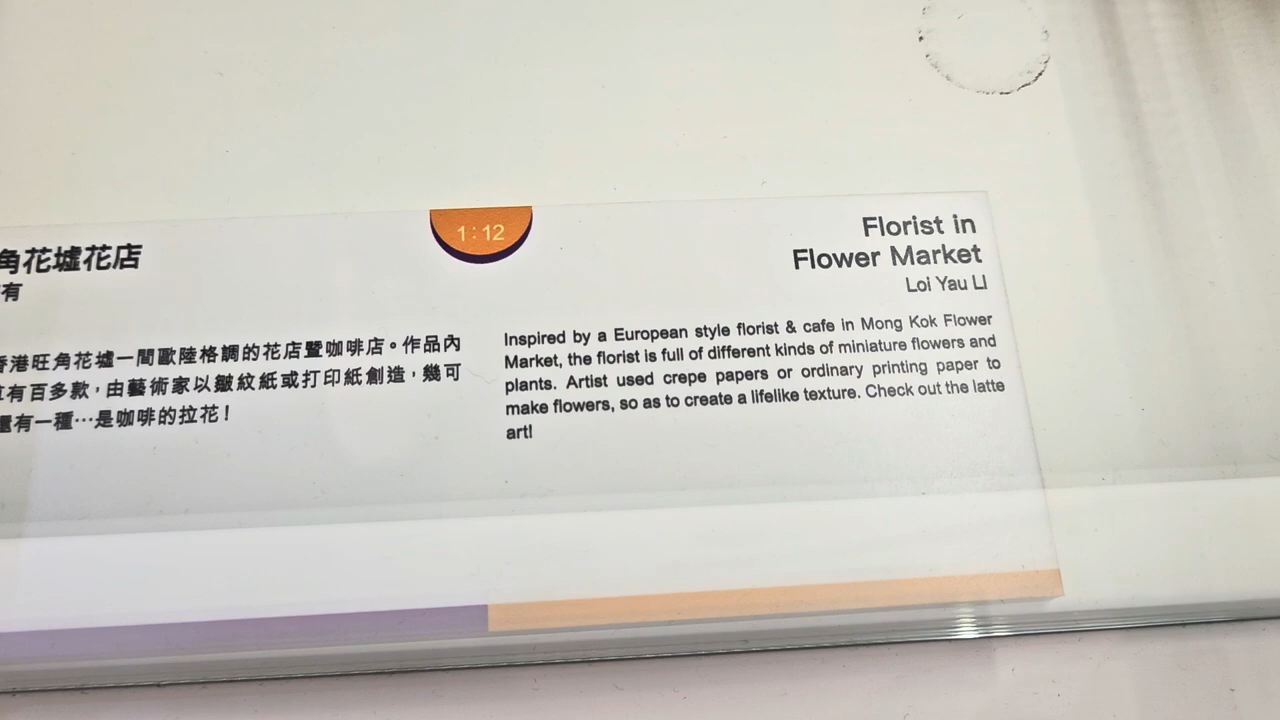 角花墟花店
有
香港旺角花墟一間歐陸格調的花店暨咖啡店。作品內
有百多款，由藝術家以皺紋紙或打印紙創造，幾可
還有一種…是咖啡的拉花！
1:12
Florist in
Flower Market
Loi Yau LI
Inspired by a European style florist & cafe in Mong Kok Flower
Market, the florist is full of different kinds of miniature flowers and
plants. Artist used crepe papers or ordinary printing paper to
make flowers, so as to create a lifelike texture. Check out the latte
art!